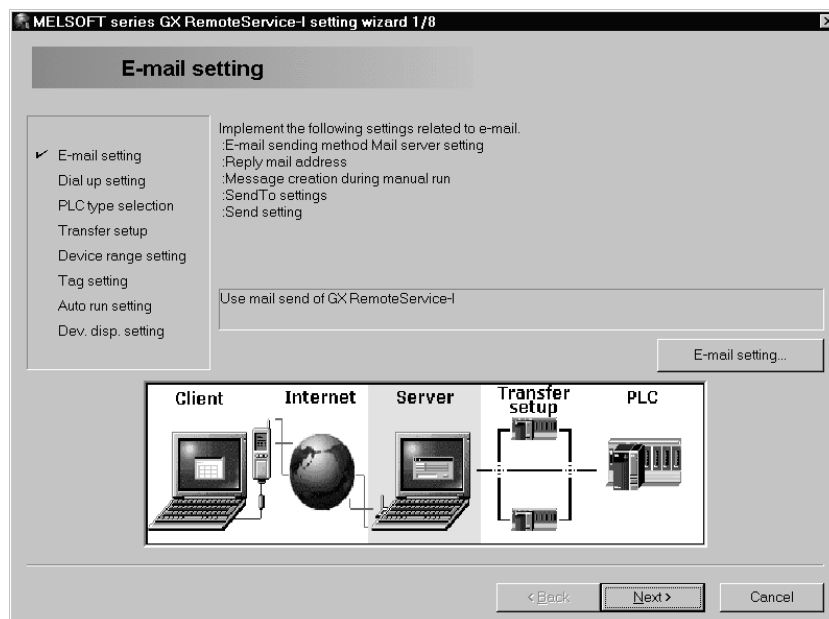 MELSOFT series GX RemoteService-I setting wizard 1/8
E-mail setting
E-mail setting
Dial up setting
PLC type selection
Transfer setup
Device range setting
Tag setting
Auto run setting
Dev. disp. setting
Implement the following settings related to e-mail.
:E-mail sending method Mail server setting
:Reply mail address
:Message creation during manual run
:SendTo settings
:Send setting
Use mail send of GX RemoteService-I
E-mail setting...
Client
Internet
Server
Transfer
setup
PLC
< Back
Next >
Cancel